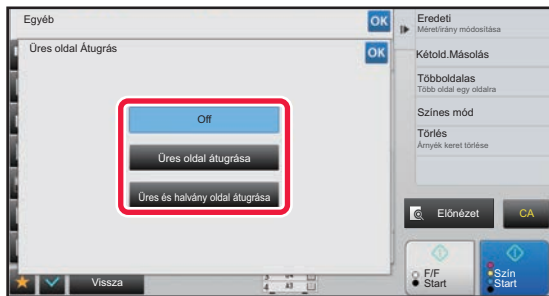 Egyéb
OK
Üres oldal Átugrás
OK
Off
Üres oldal átugrása
Üres és halvány oldal átugrása
Vissza
4 A3
Eredeti
Méret/irány módosítása
Kétold.Másolás
Többoldalas
Több oldal egy oldalra
Színes mód
Törlés
Árnyék keret törlése
Előnézet
CA
F/F
Start
Szín
Start